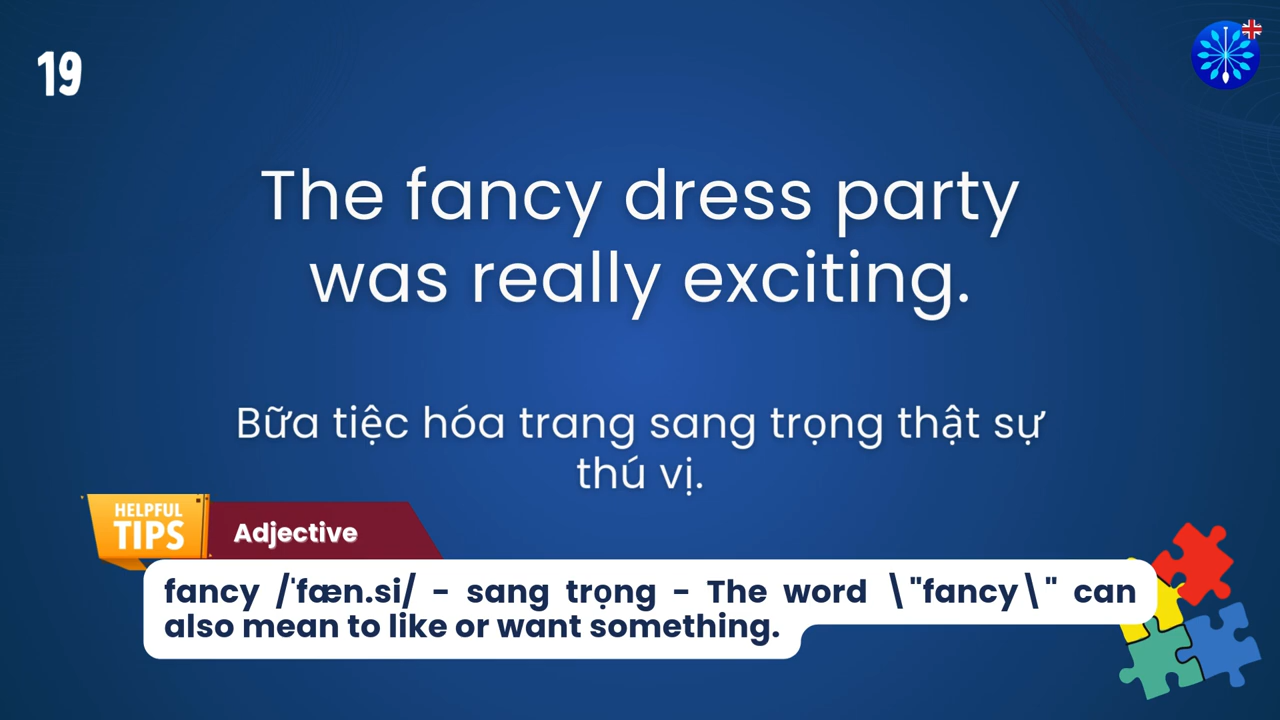 19
The fancy dress party
was really exciting.
Bữa tiệc hóa trang sang trọng thật sự
thú vị.
HELPFUL
TIPS
Adjective
fancy /ˈfæn.si/ - sang trọng - The word \"fancy\" can
also mean to like or want something.